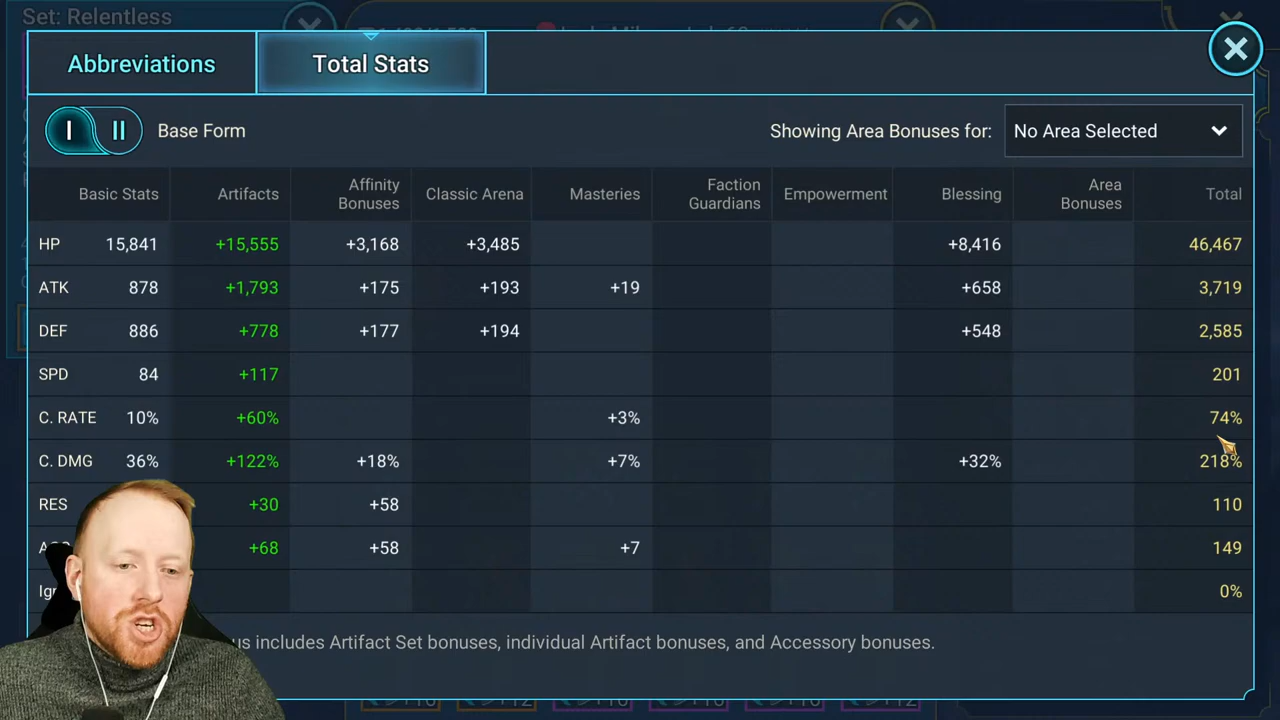 Set: Relentless
Abbreviations
Total Stats
I
II
Base Form
Showing Area Bonuses for:
No Area Selected
Basic Stats Artifacts Affinity Bonuses Classic Arena Masteries Faction Guardians Empowerment Blessing Area Bonuses Total
HP 15,841 +15,555 +3,168 +3,485 +8,416 46,467
ATK 878 +1,793 +175 +193 +19 +658 3,719
DEF 886 +778 +177 +194 +548 2,585
SPD 84 +117 201
C. RATE 10% +60% +3% 74%
C. DMG 36% +122% +18% +7% +32% 218%
RES +30 +58 110
+68 +58 +7 149
0%
us includes Artifact Set bonuses, individual Artifact bonuses, and Accessory bonuses.